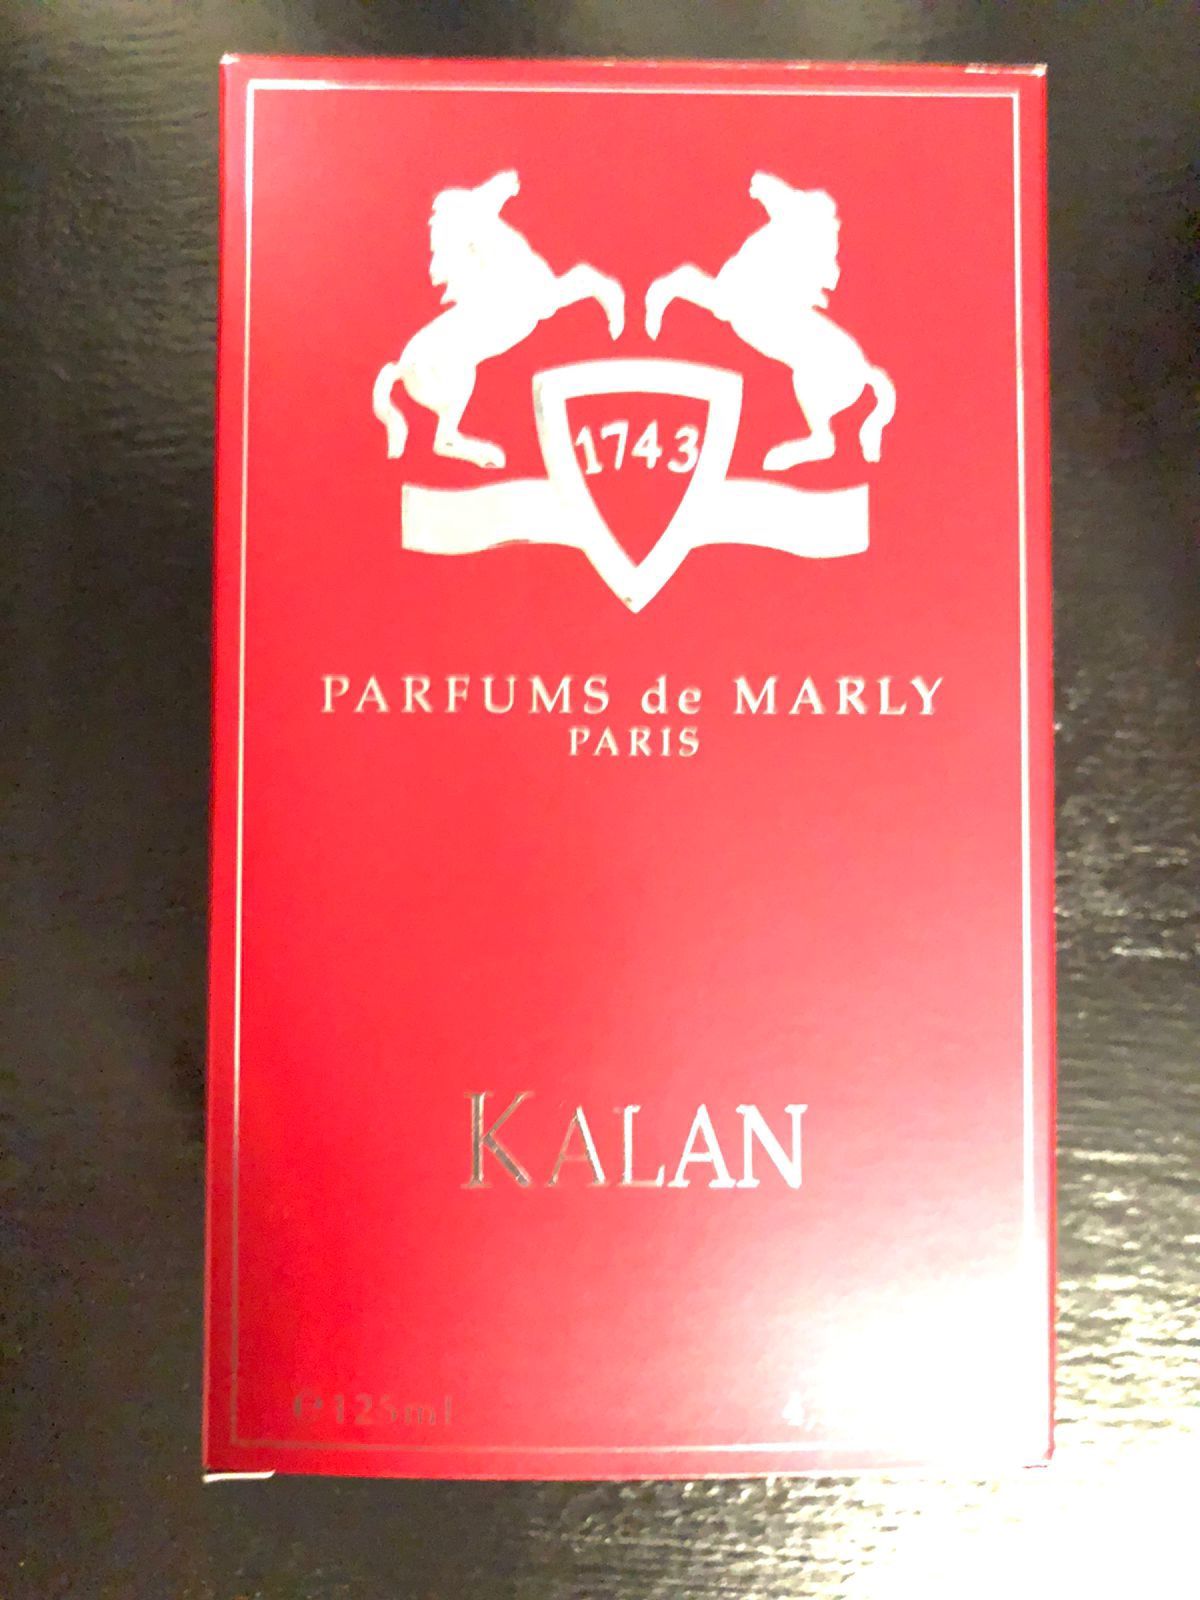 1743
PARFUMS de MARLY
PARIS
KALAN
℮125ml